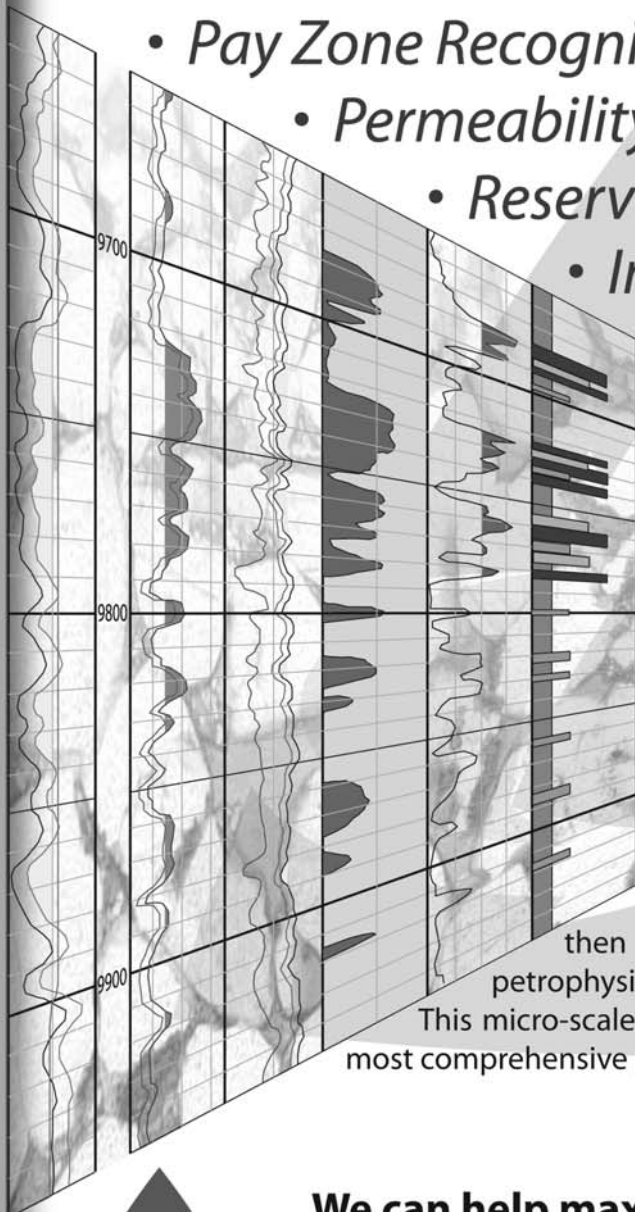 • Pay Zone Recogni
• Permeability
• Reserv
• In
9700
9800
9900
then
petrophysi
This micro-scale
most comprehensive
We can help max